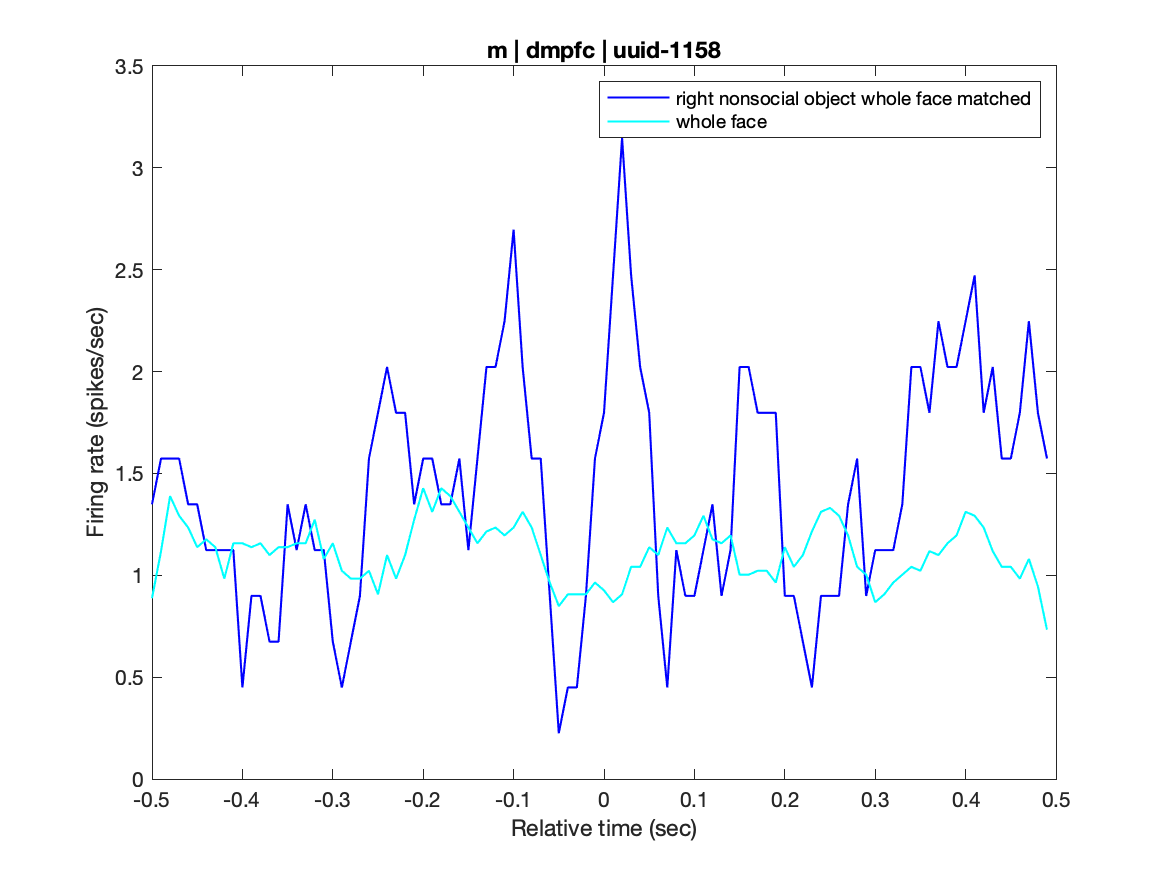 m | dmpfc | uuid-1158
3.5
3
2.5
2
1.5
1
0.5
0
Firing rate (spikes/sec)
right nonsocial object whole face matched
whole face
-0.5 -0.4 -0.3 -0.2 -0.1 0 0.1 0.2 0.3 0.4 0.5
Relative time (sec)